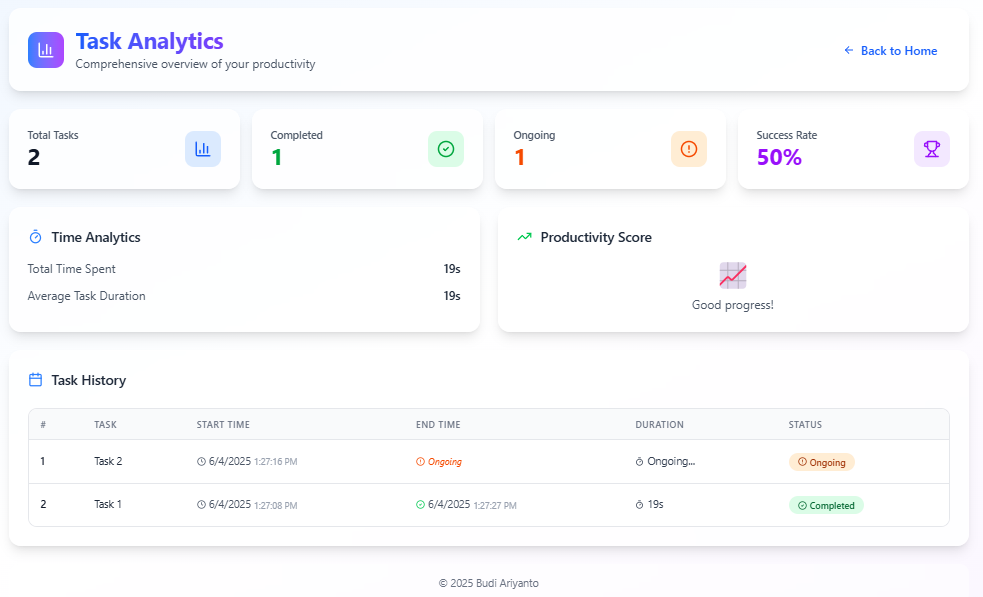 Task Analytics
Comprehensive overview of your productivity
← Back to Home
Total Tasks
2
Completed
1
Ongoing
1
Success Rate
50%
Time Analytics
Total Time Spent 19s
Average Task Duration 19s
Productivity Score
Good progress!
Task History
# TASK START TIME END TIME DURATION STATUS
1 Task 2 6/4/2025 1:27:16 PM Ongoing Ongoing... Ongoing
2 Task 1 6/4/2025 1:27:08 PM 6/4/2025 1:27:27 PM 19s Completed
© 2025 Budi Ariyanto